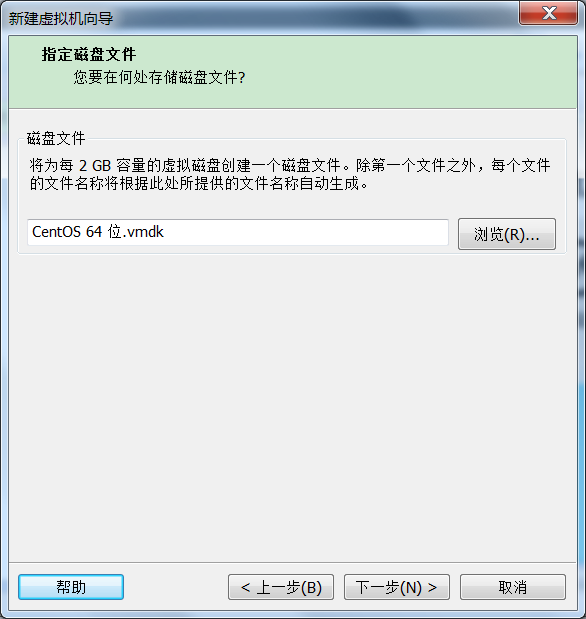 新建虚拟机向导
指定磁盘文件
您要在何处存储磁盘文件?
磁盘文件
将为每 2 GB 容量的虚拟磁盘创建一个磁盘文件。除第一个文件之外，每个文件
的文件名称将根据此处所提供的文件名称自动生成。
CentOS 64 位.vmdk
浏览(R)...
帮助
< 上一步(B)
下一步(N) >
取消